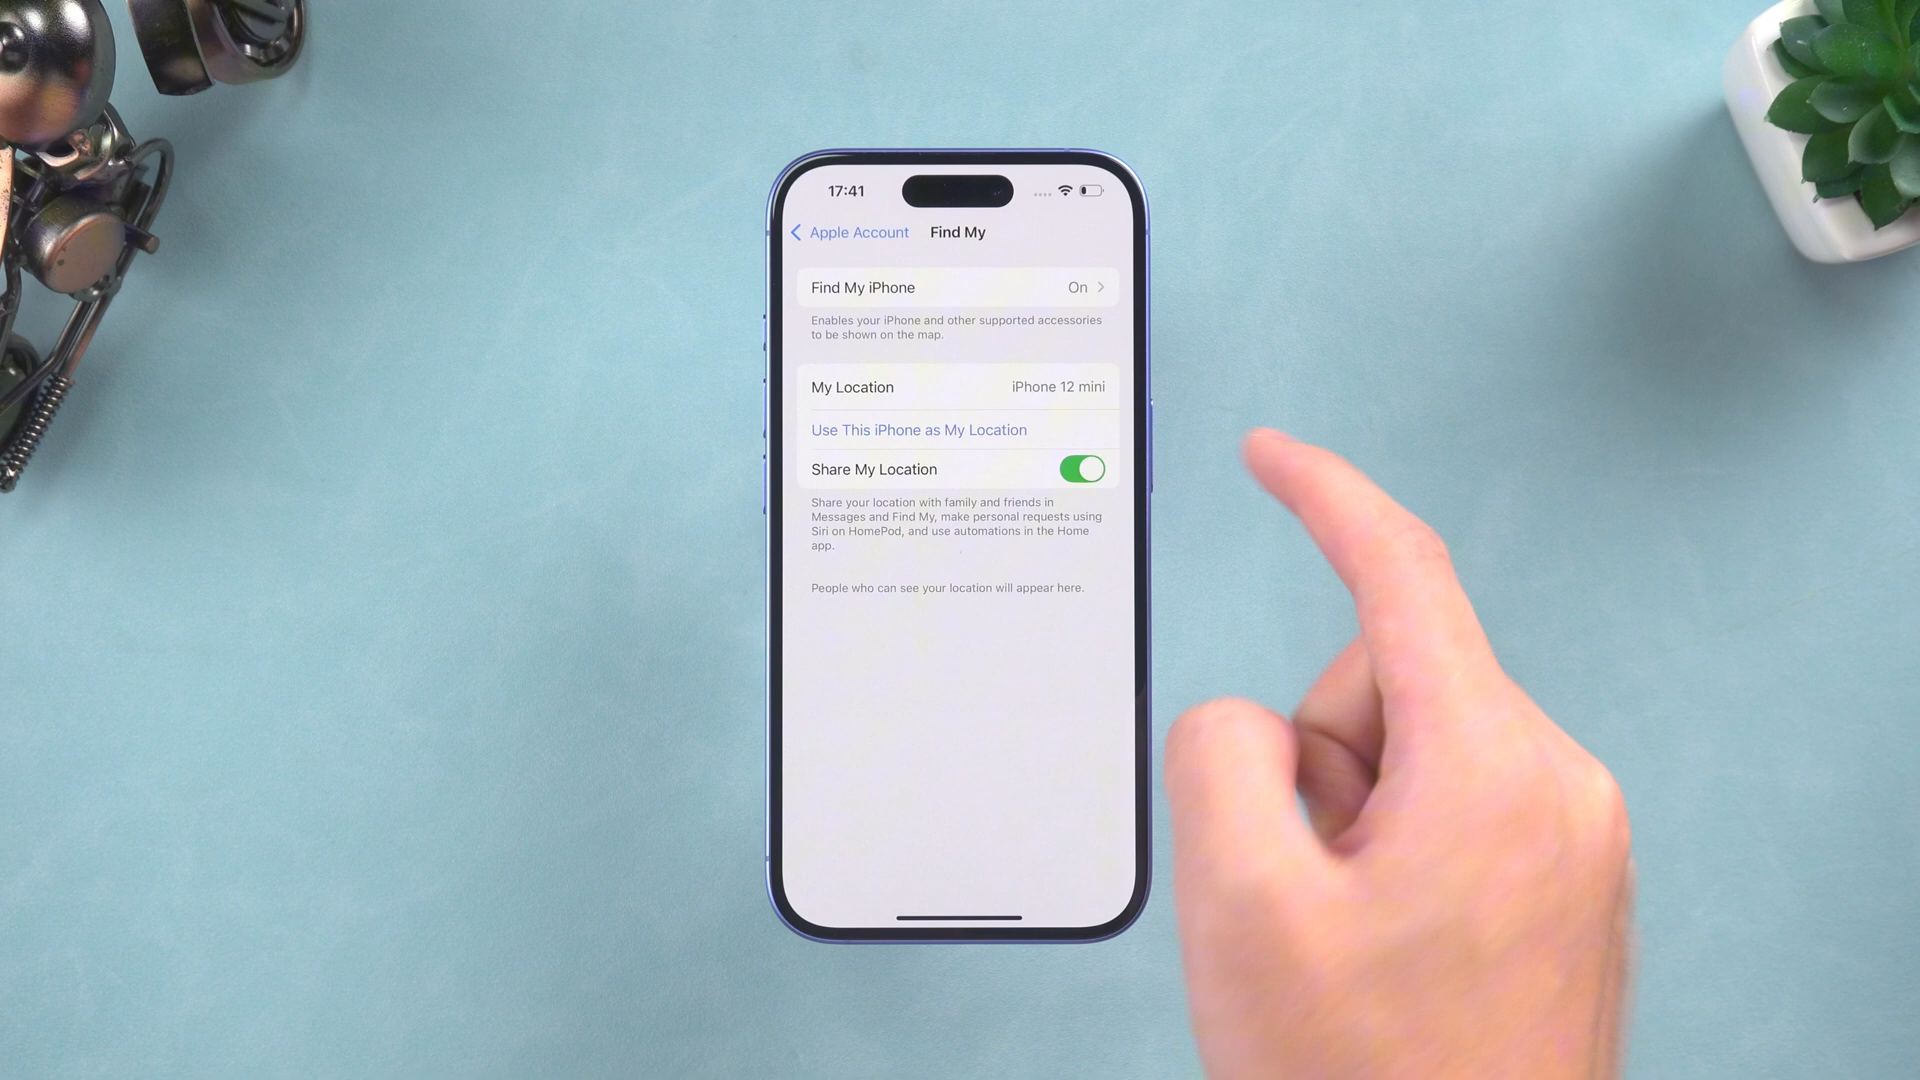 17:41
Apple Account Find My
Find My iPhone On
Enables your iPhone and other supported accessories
to be shown on the map.
My Location iPhone 12 mini
Use This iPhone as My Location
Share My Location
Share your location with family and friends in
Messages and Find My, make personal requests using
Siri on HomePod, and use automations in the Home
app.
People who can see your location will appear here.